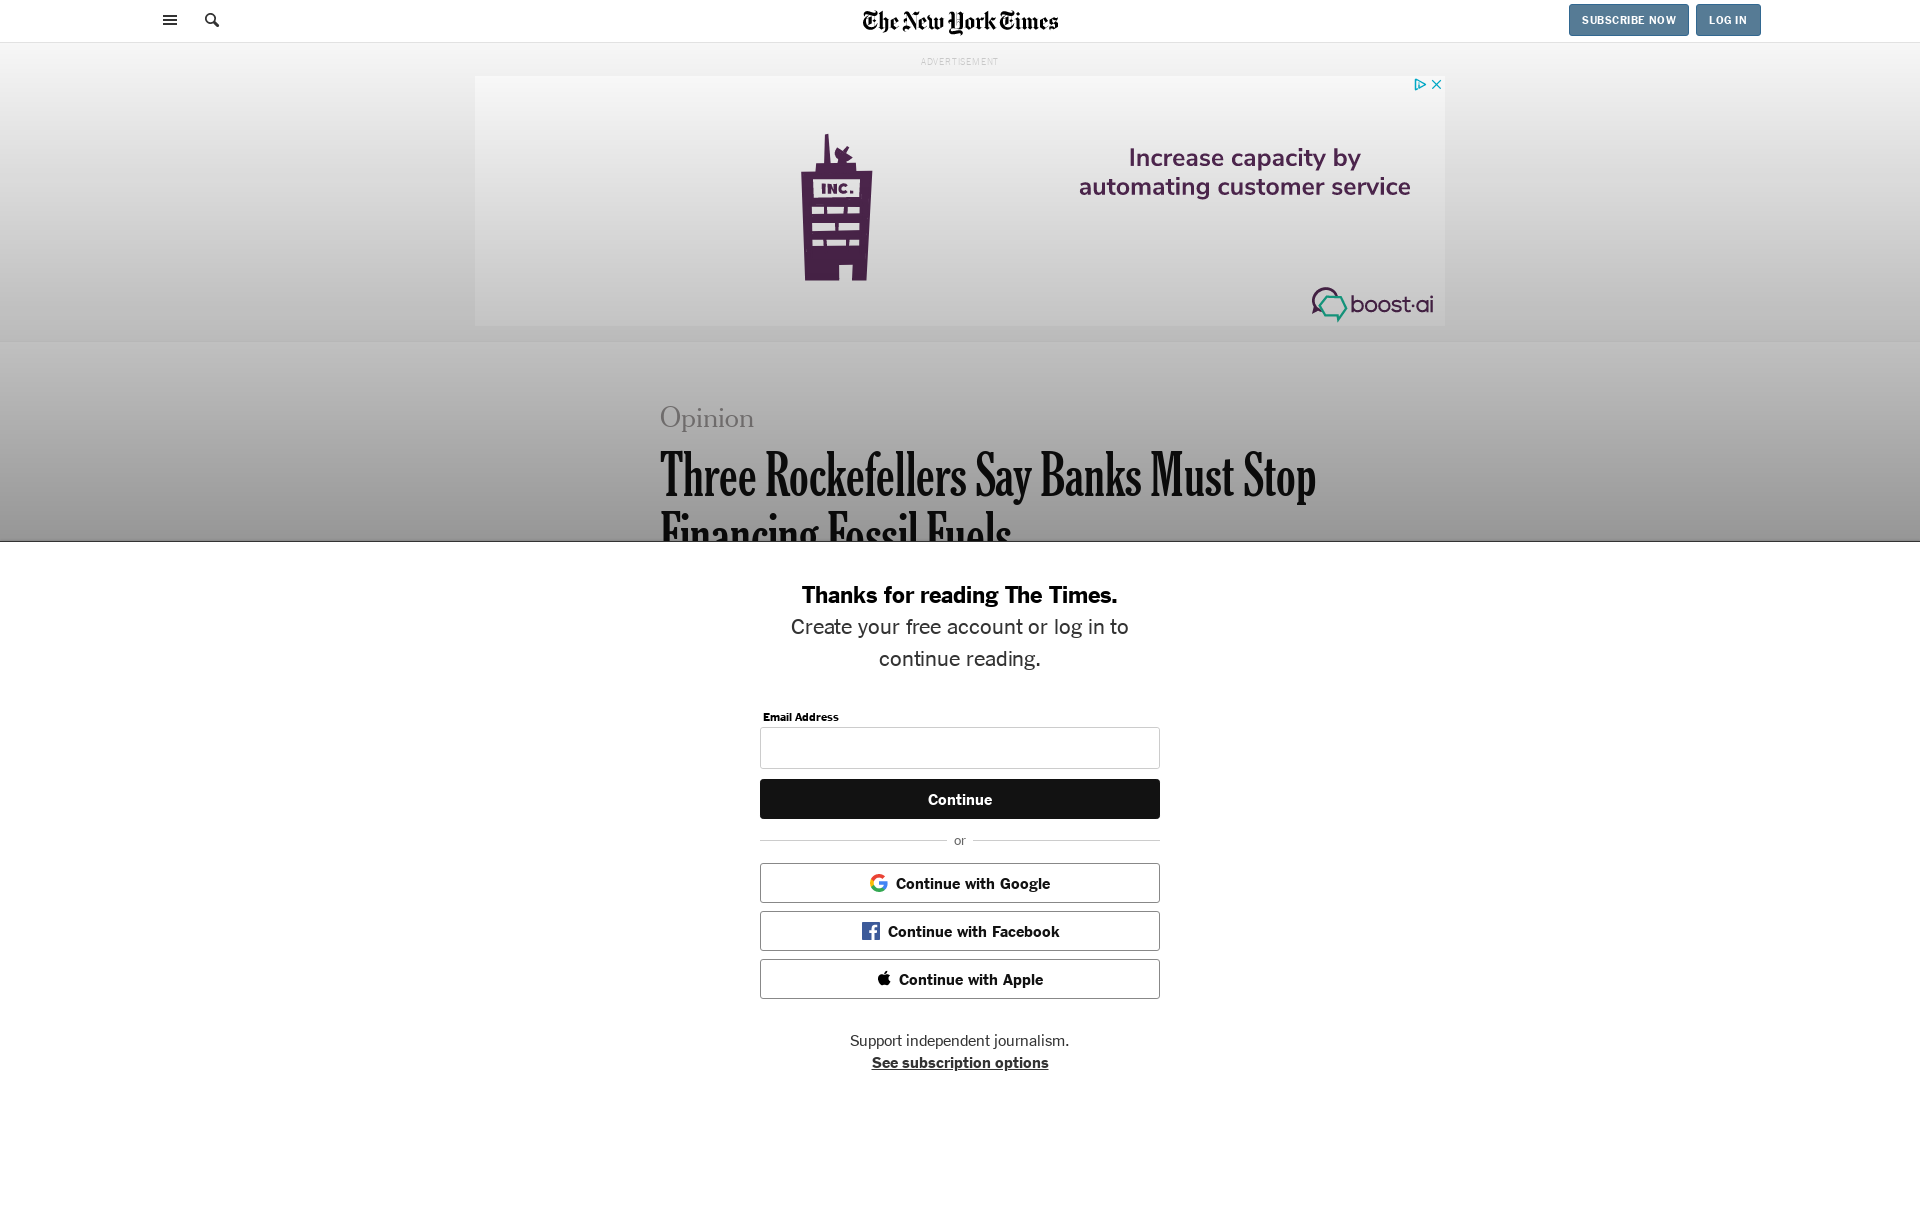 The New York Times
SUBSCRIBE NOW
LOG IN
ADVERTISEMENT
INC.
Increase capacity by
automating customer service
boost.ai
Opinion
Three Rockefellers Say Banks Must Stop
Financing Fossil Fuels
Thanks for reading The Times.
Create your free account or log in to
continue reading.
Email Address
Continue
or
Continue with Google
Continue with Facebook
Continue with Apple
Support independent journalism.
See subscription options